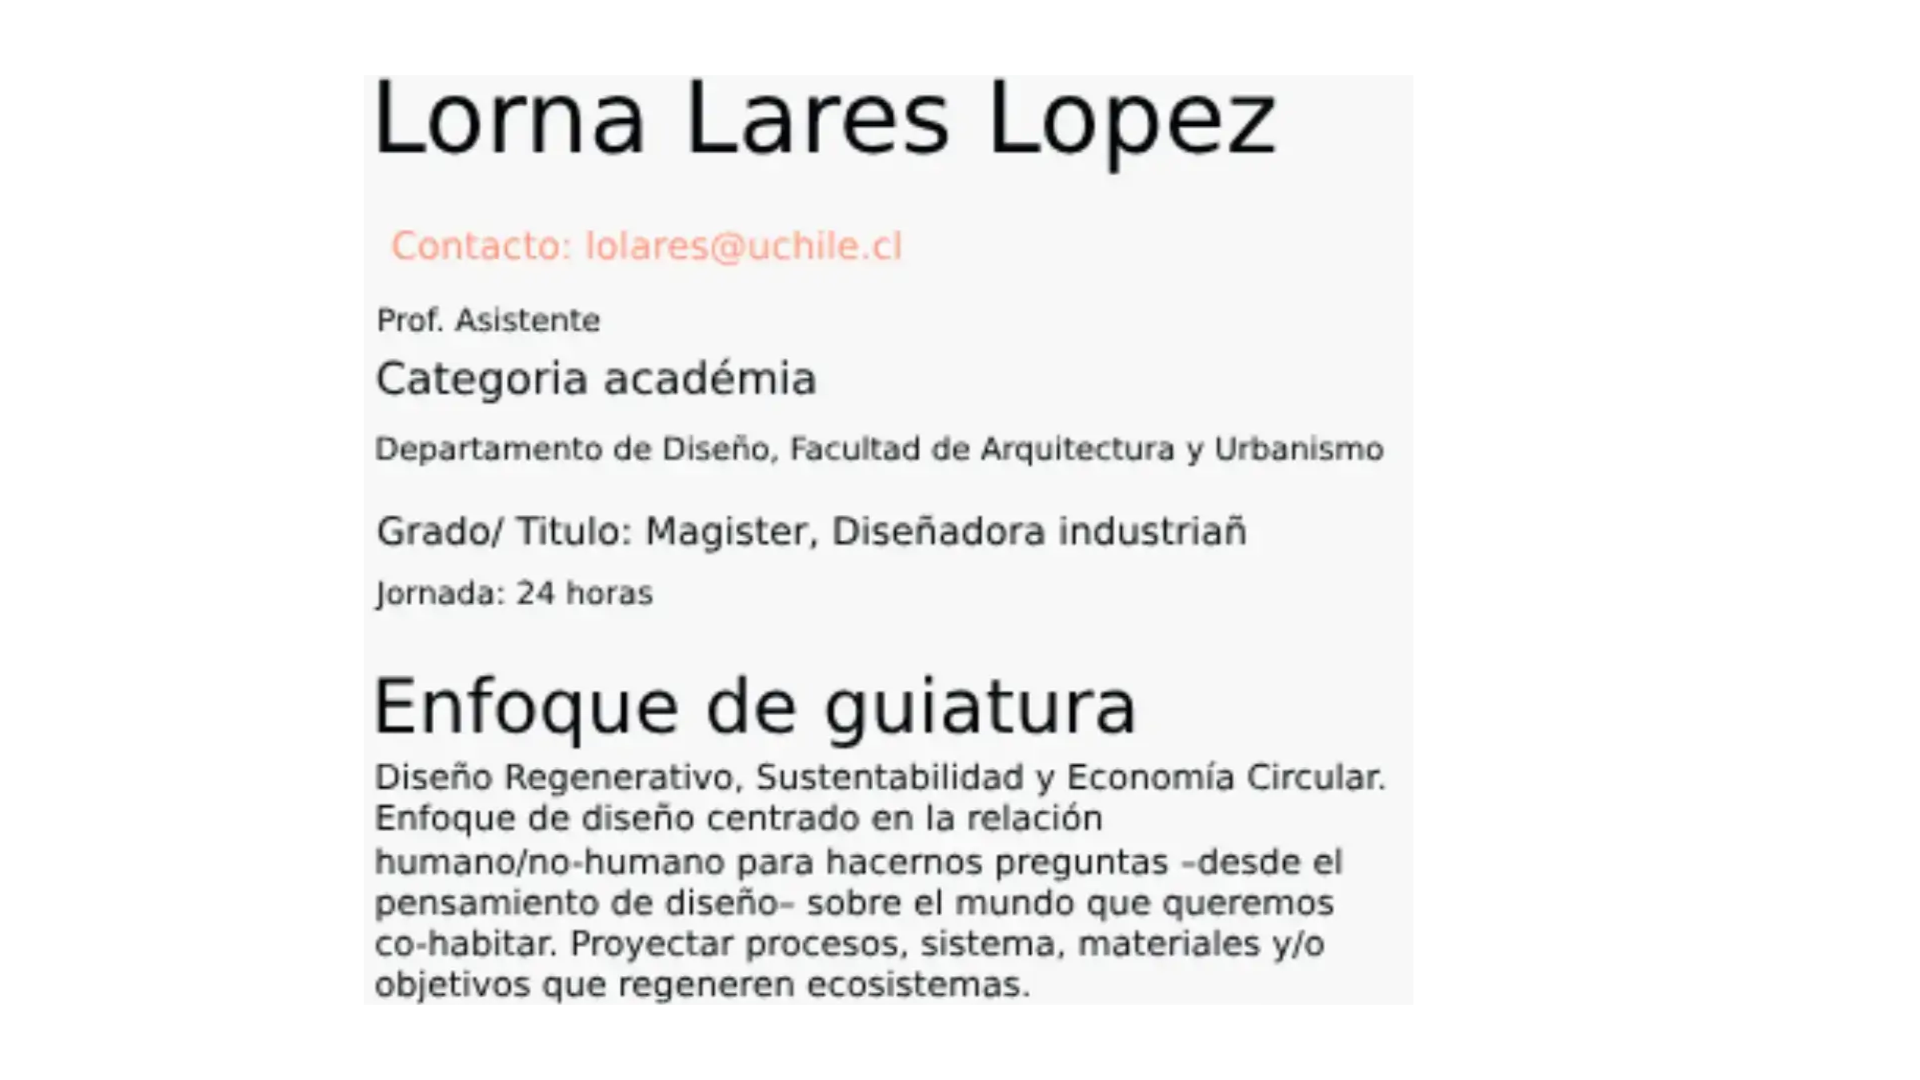 Lorna Lares Lopez
Contacto: lolares@uchile.cl
Prof. Asistente
Categoria académia
Departamento de Diseño, Facultad de Arquitectura y Urbanismo
Grado/ Titulo: Magister, Diseñadora industriañ
Jornada: 24 horas
Enfoque de guiatura
Diseño Regenerativo, Sustentabilidad y Economía Circular.
Enfoque de diseño centrado en la relación
humano/no-humano para hacernos preguntas –desde el
pensamiento de diseño– sobre el mundo que queremos
co-habitar. Proyectar procesos, sistema, materiales y/o
objetivos que regeneren ecosistemas.